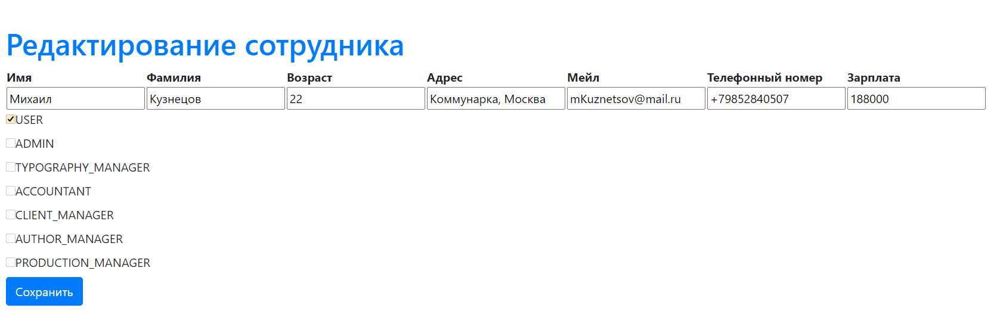 Редактирование сотрудника
Имя Фамилия Возраст Адрес Мейл Телефонный номер Зарплата
Михаил Кузнецов 22 Коммунарка, Москва mKuznetsov@mail.ru +79852840507 188000
USER
ADMIN
TYPOGRAPHY_MANAGER
ACCOUNTANT
CLIENT_MANAGER
AUTHOR_MANAGER
PRODUCTION_MANAGER
Сохранить